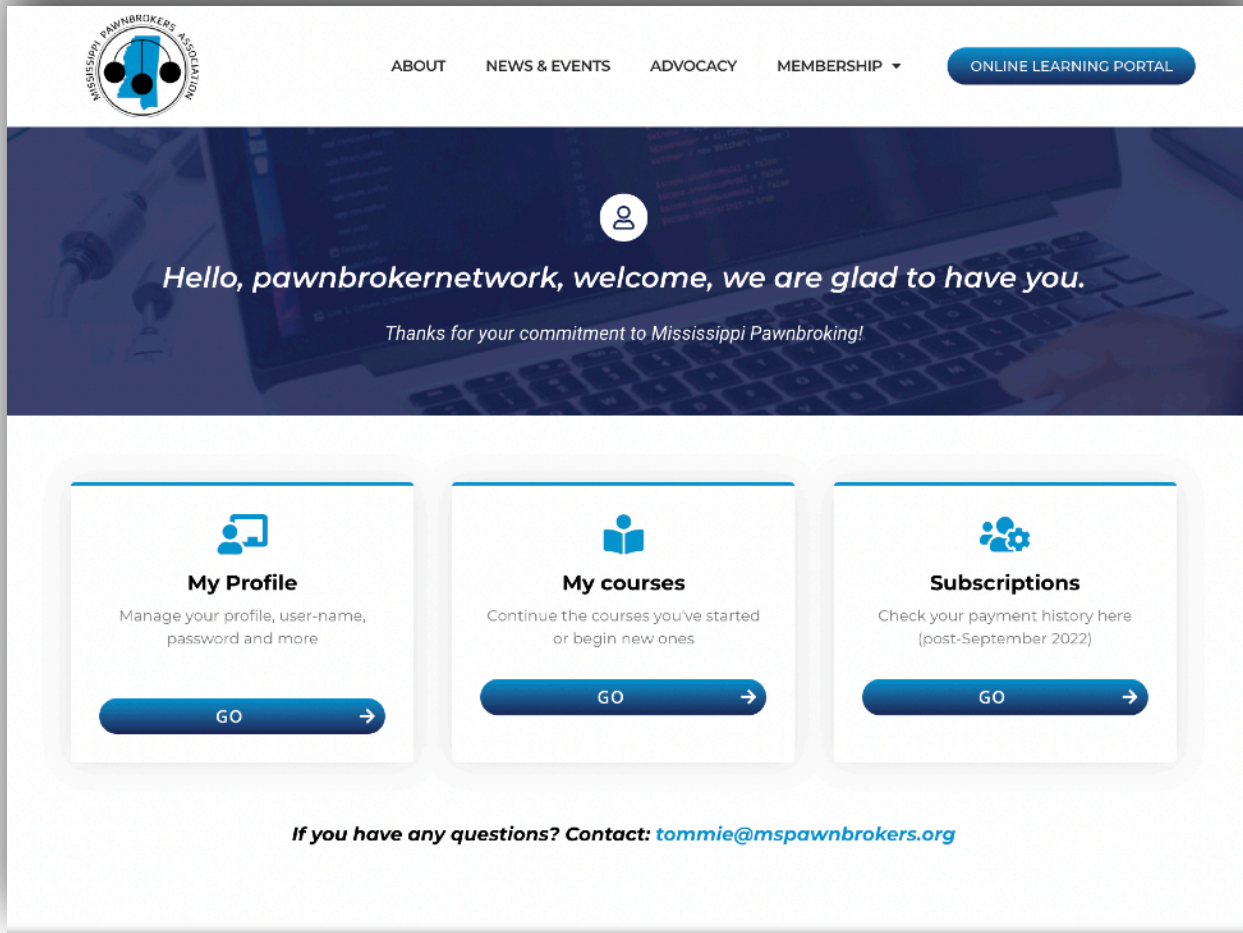 MISSISSIPPI PAWNBROKERS ASSOCIATION
ABOUT NEWS & EVENTS ADVOCACY MEMBERSHIP ONLINE LEARNING PORTAL
Hello, pawnbrokernetwork, welcome, we are glad to have you.
Thanks for your commitment to Mississippi Pawnbroking!
My Profile
Manage your profile, user-name,
password and more
GO
My courses
Continue the courses you've started
or begin new ones
GO
Subscriptions
Check your payment history here
(post-September 2022)
GO
If you have any questions? Contact: tommie@mspawnbrokers.org